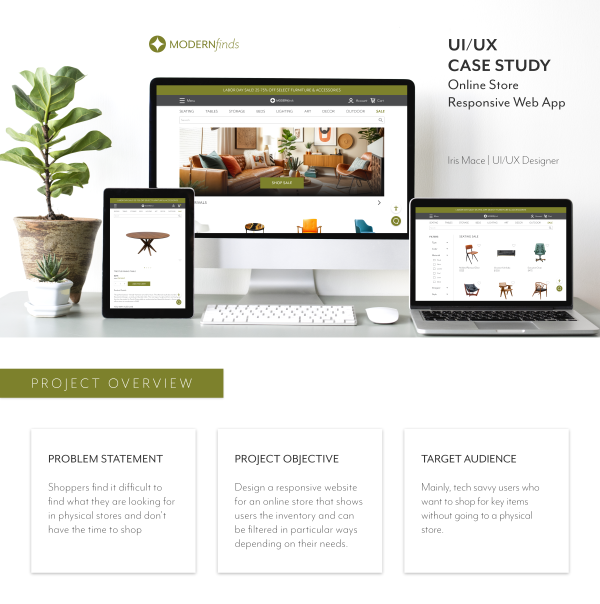 MODERNfinds
UI/UX
CASE STUDY
Online Store
Responsive Web App
Iris Mace | UI/UX Designer
LABOR DAY SALE! 25-75% OFF SELECT FURNITURE & ACCESSORIES
Menu MODERNfinds Account Cart
SEATING TABLES STORAGE BEDS LIGHTING ART DECOR OUTDOOR SALE
SHOP SALE
SEATING SALE
PROJECT OVERVIEW
PROBLEM STATEMENT
Shoppers find it difficult to
find what they are looking for
in physical stores and don't
have the time to shop
PROJECT OBJECTIVE
Design a responsive website
for an online store that shows
users the inventory and can
be filtered in particular ways
depending on their needs.
TARGET AUDIENCE
Mainly, tech savvy users who
want to shop for key items
without going to a physical
store.